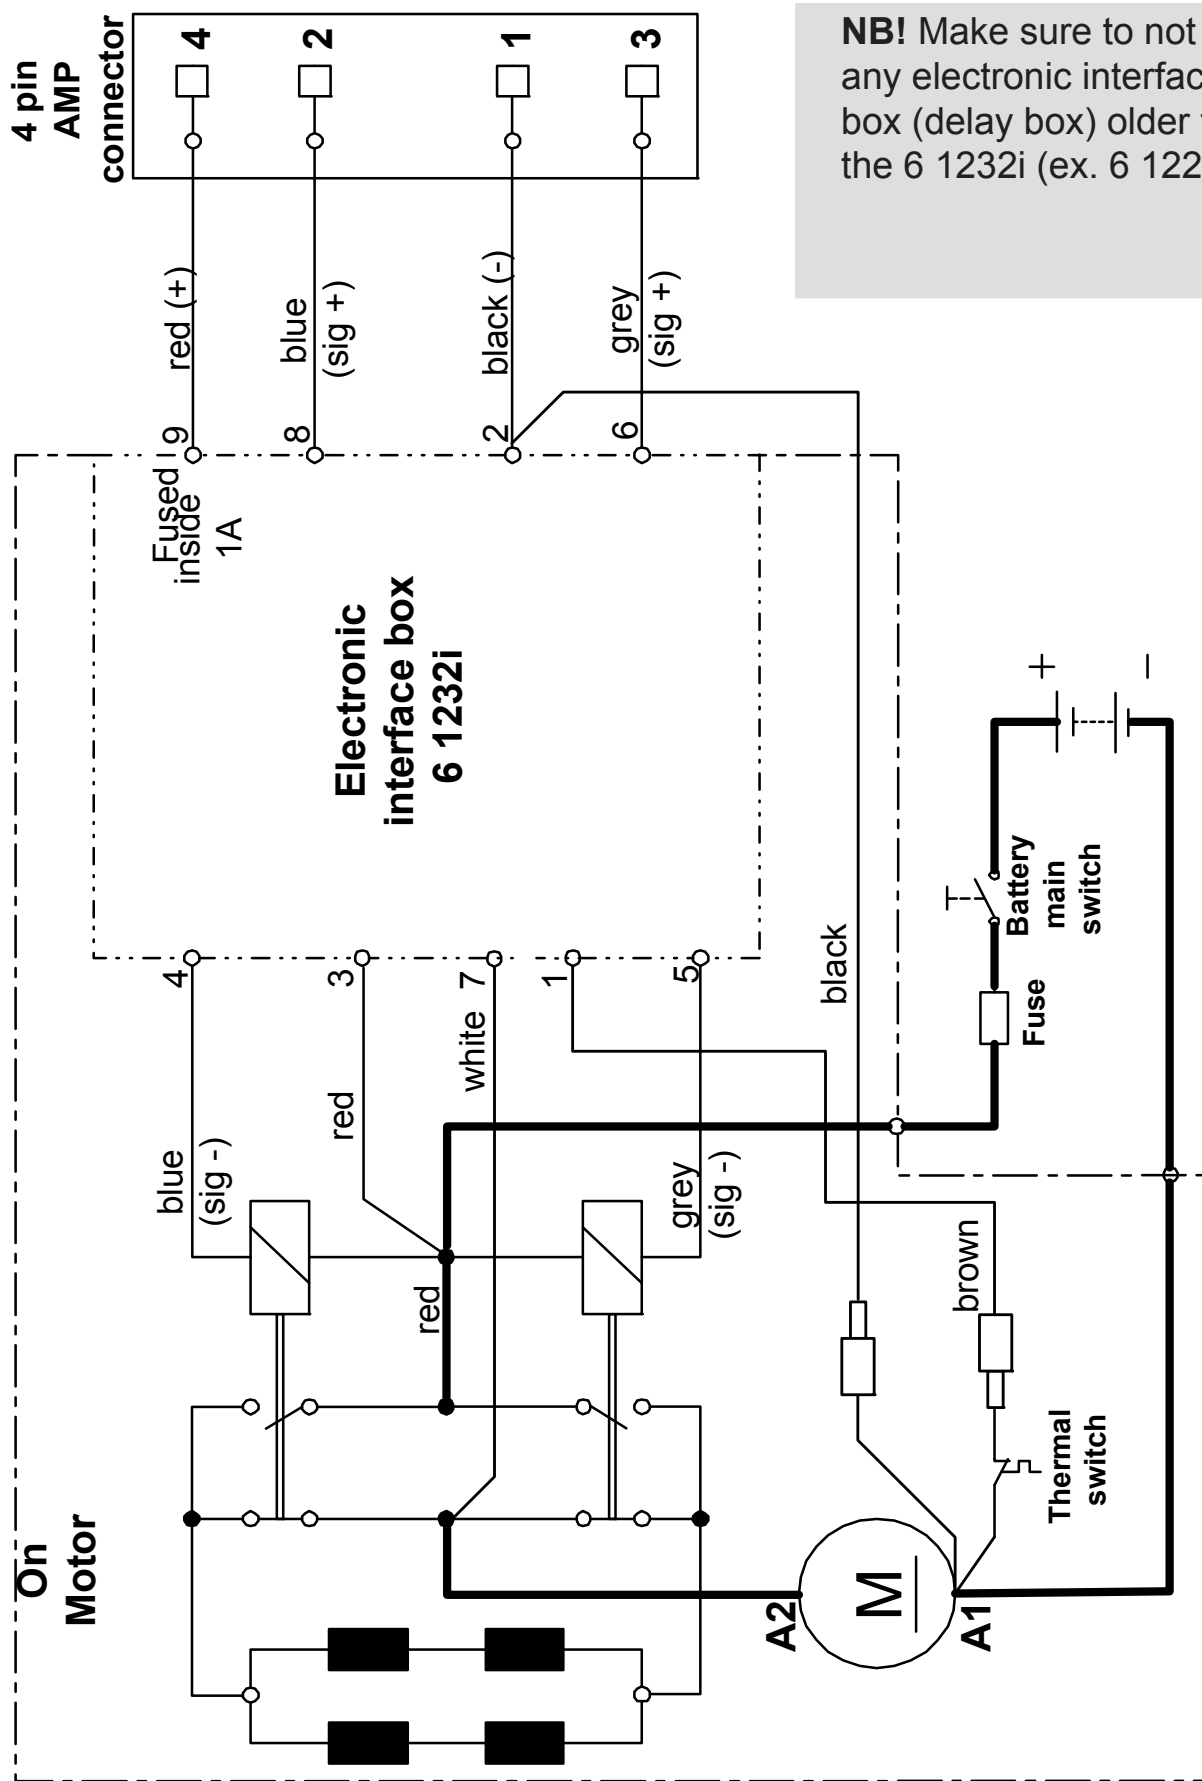 4 pin
AMP
connector
4
2
1
3
NB! Make sure to not
any electronic
box (delay box) older
the 6 1232i (ex. 6
red (+)
blue
(sig +)
black (-)
grey
(sig +)
9
8
2
6
Fused
inside
1A
Electronic
interface box
6 1232i
+
-
Battery
main
switch
Fuse
black
4
3
white 7
1
5
blue
(sig -)
red
grey
(sig -)
red
brown
Thermal
switch
On
Motor
A2
M
A1